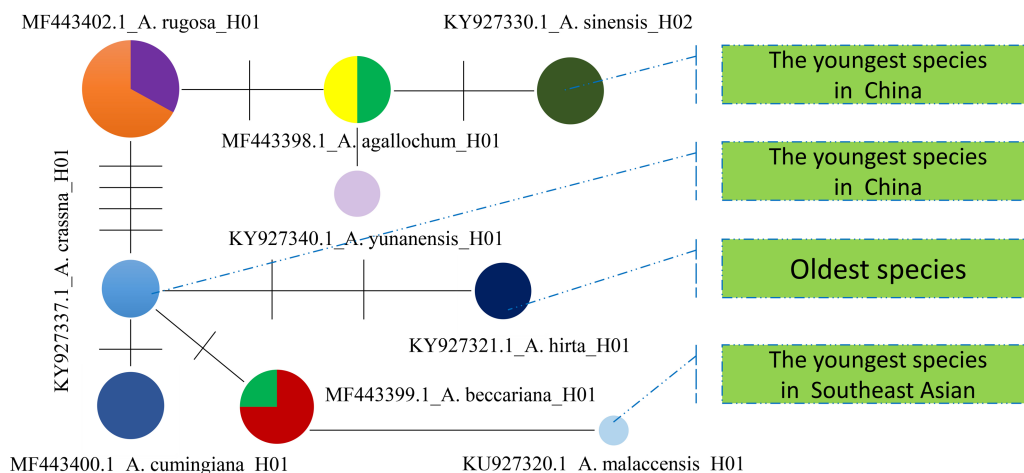 MF443402.1_A. rugosa_H01
KY927330.1_A. sinensis_H02
The youngest species
in China
MF443398.1_A. agallochum_H01
The youngest species
in China
KY927337.1_A. crassna_H01
KY927340.1_A. yunanensis_H01
Oldest species
KY927321.1_A. hirta_H01
The youngest species
in Southeast Asian
MF443399.1_A. beccariana_H01
MF443400.1_A. cumingiana_H01
KU927320.1_A. malaccensis_H01